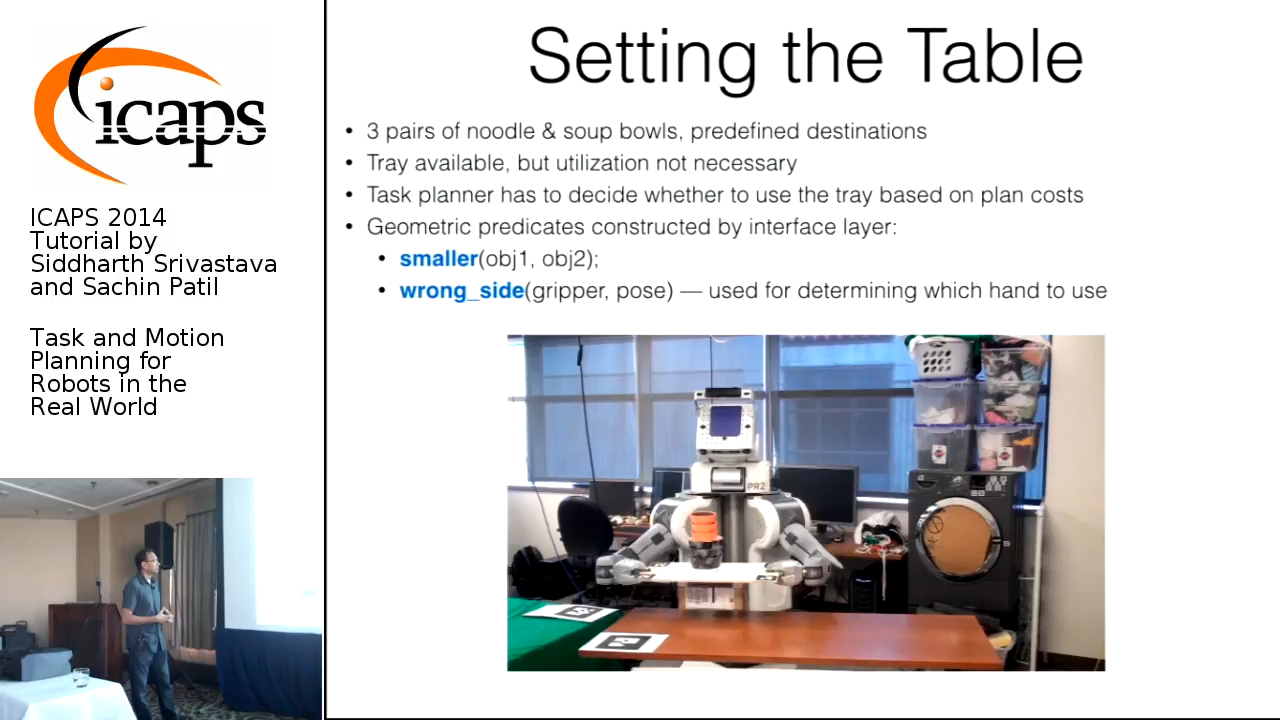 icaps
ICAPS 2014
Tutorial by
Siddharth Srivastava
and Sachin Patil
Task and Motion
Planning for
Robots in the
Real World
Setting the Table
• 3 pairs of noodle & soup bowls, predefined destinations
• Tray available, but utilization not necessary
• Task planner has to decide whether to use the tray based on plan costs
• Geometric predicates constructed by interface layer:
• smaller(obj1, obj2);
• wrong_side(gripper, pose) — used for determining which hand to use
PR2